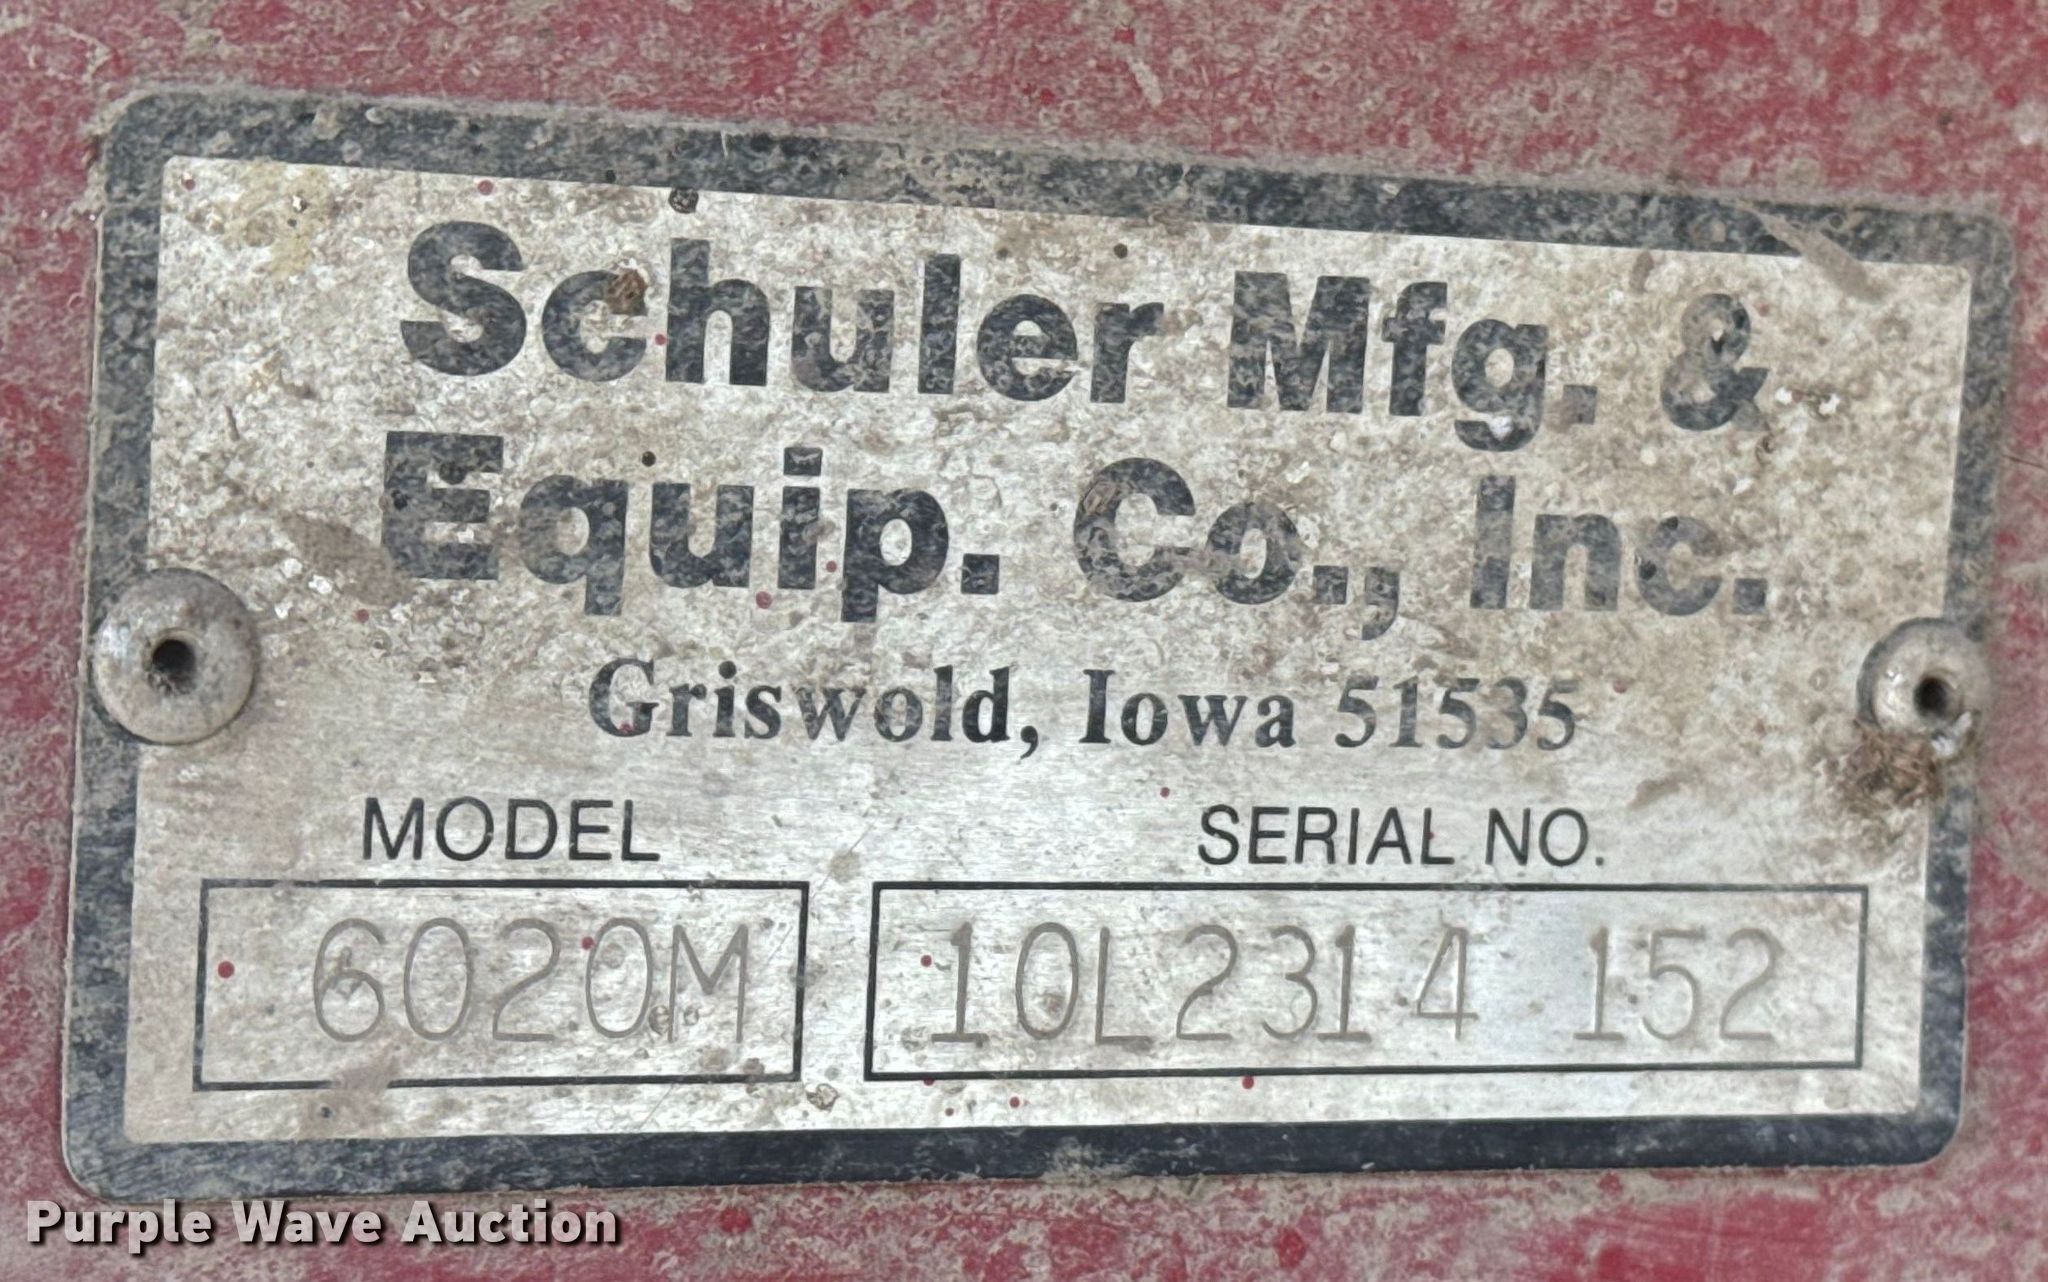 Schuler Mfg. &
Equip. Co., Inc.
Griswold, Iowa 51535
MODEL SERIAL NO.
6020M 10L2314 152
Purple Wave Auction